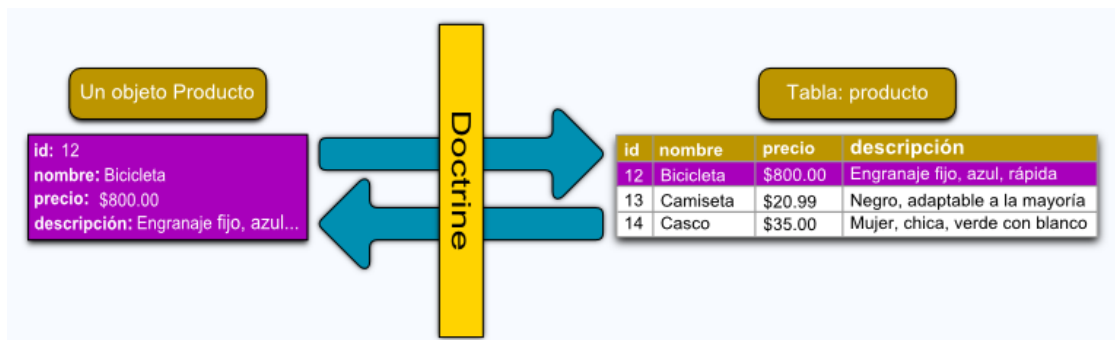 Un objeto Producto
id: 12
nombre: Bicicleta
precio: $800.00
descripción: Engranaje fijo, azul...
Doctrine
Tabla: producto
id nombre precio descripción
12 Bicicleta $800.00 Engranaje fijo, azul, rápida
13 Camiseta $20.99 Negro, adaptable a la mayoría
14 Casco $35.00 Mujer, chica, verde con blanco